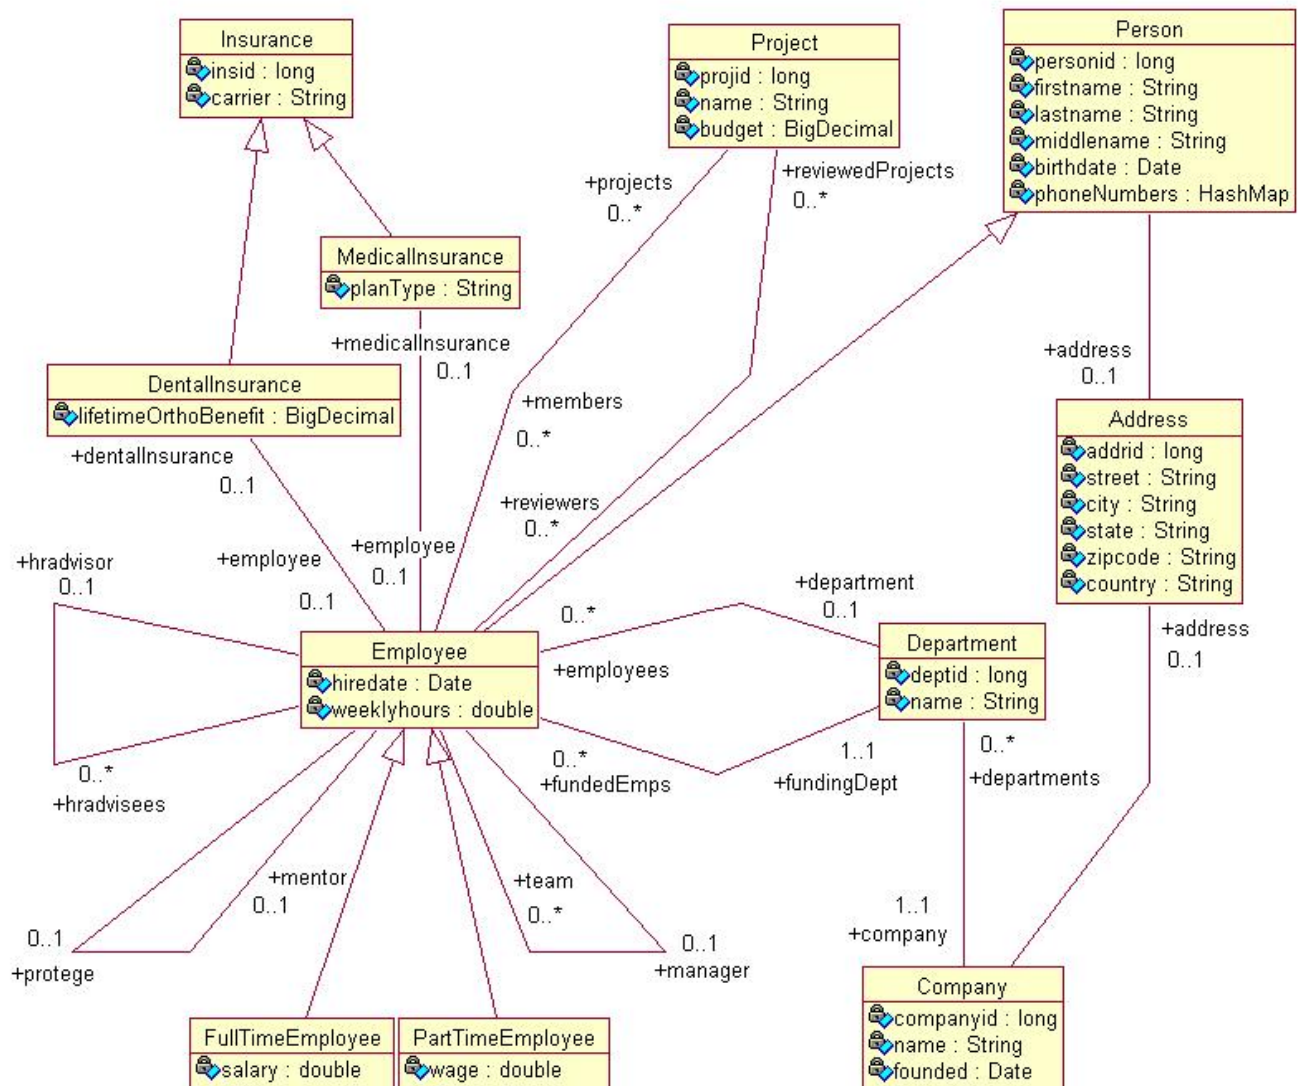 Insurance
insid : long
carrier : String
Project
projid : long
name : String
budget : BigDecimal
Person
personid : long
firstname : String
lastname : String
middlename : String
birthdate : Date
phoneNumbers : HashMap
+projects
0..*
+reviewedProjects
0..*
MedicalInsurance
planType : String
+medicalInsurance
0..1
DentalInsurance
lifetimeOrthoBenefit : BigDecimal
+dentalInsurance
0..1
+members
0..*
+address
0..1
Address
addrid : long
street : String
city : String
state : String
zipcode : String
country : String
+reviewers
0..*
+hradvisor
0..1
+employee
0..1
+employee
0..1
+department
0..1
0..*
+employees
Employee
hiredate : Date
weeklyhours : double
Department
deptid : long
name : String
+address
0..1
0..*
+hradvisees
0..*
+fundedEmps
1..1
+fundingDept
0..*
+departments
+mentor
0..1
+team
0..*
0..1
+protege
0..1
+manager
1..1
+company
FullTimeEmployee
salary : double
PartTimeEmployee
wage : double
Company
companyid : long
name : String
founded : Date